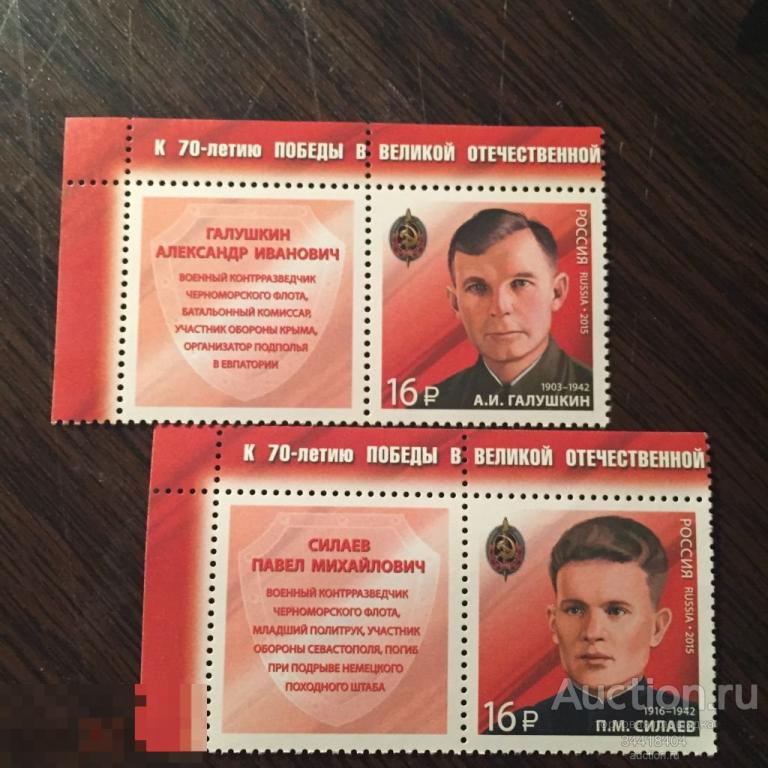 К 70-летию ПОБЕДЫ В ВЕЛИКОЙ ОТЕЧЕСТВЕННОЙ
ГАЛУШКИН
АЛЕКСАНДР ИВАНОВИЧ
ВОЕННЫЙ КОНТРРАЗВЕДЧИК
ЧЕРНОМОРСКОГО ФЛОТА,
БАТАЛЬОННЫЙ КОМИССАР,
УЧАСТНИК ОБОРОНЫ КРЫМА,
ОРГАНИЗАТОР ПОДПОЛЬЯ
В ЕВПАТОРИИ
РОССИЯ RUSSIA • 2015
16 ₽
1903–1942
А.И. ГАЛУШКИН
К 70-летию ПОБЕДЫ В ВЕЛИКОЙ ОТЕЧЕСТВЕННОЙ
СИЛАЕВ
ПАВЕЛ МИХАЙЛОВИЧ
ВОЕННЫЙ КОНТРРАЗВЕДЧИК
ЧЕРНОМОРСКОГО ФЛОТА,
МЛАДШИЙ ПОЛИТРУК, УЧАСТНИК
ОБОРОНЫ СЕВАСТОПОЛЯ, ПОГИБ
ПРИ ПОДРЫВЕ НЕМЕЦКОГО
ПОХОДНОГО ШТАБА
РОССИЯ RUSSIA • 2015
16 ₽
1916–1942
П.М. СИЛАЕВ
Auction.ru
34418404
auction.ru